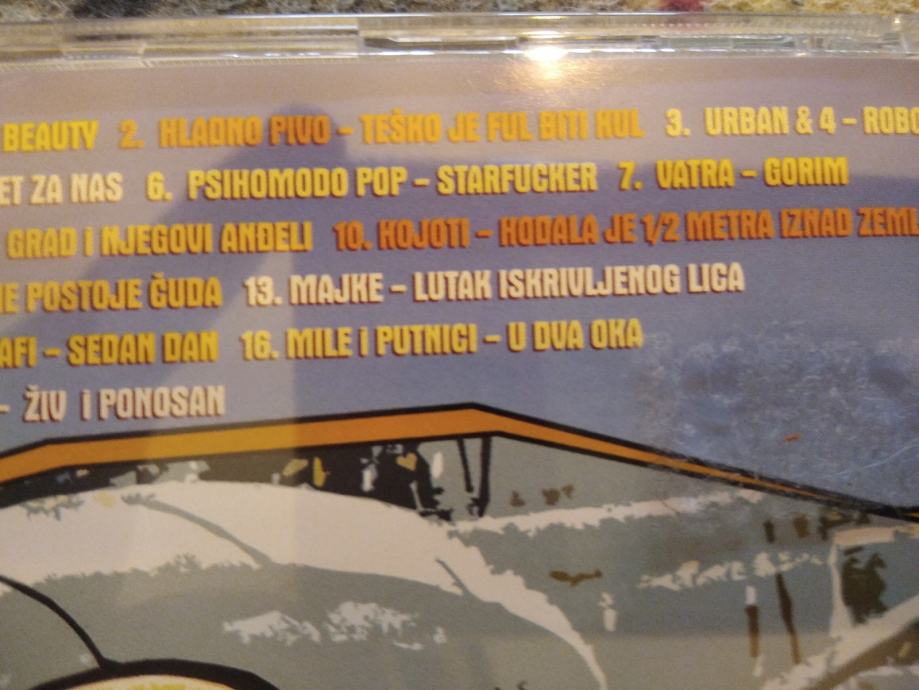 BEAUTY 2. HLADNO PIVO – TEŠKO JE FUL BITI KUL 3. URBAN & 4 – ROBO
ET ZA NAS 6. PSIHOMODO POP – STARFUCKER 7. VATRA – GORIM
GRAD i NJEGOVI ANĐELI 10. KOJOTI – HODALA JE 1/2 METRA IZNAD ZEML
E POSTOJE ČUDA 13. MAJKE – LUTAK ISKRIVLJENOG LICA
AFI – SEDAN DAN 16. MILE i PUTNICI – U DVA OKA
– ŽIV i PONOSAN